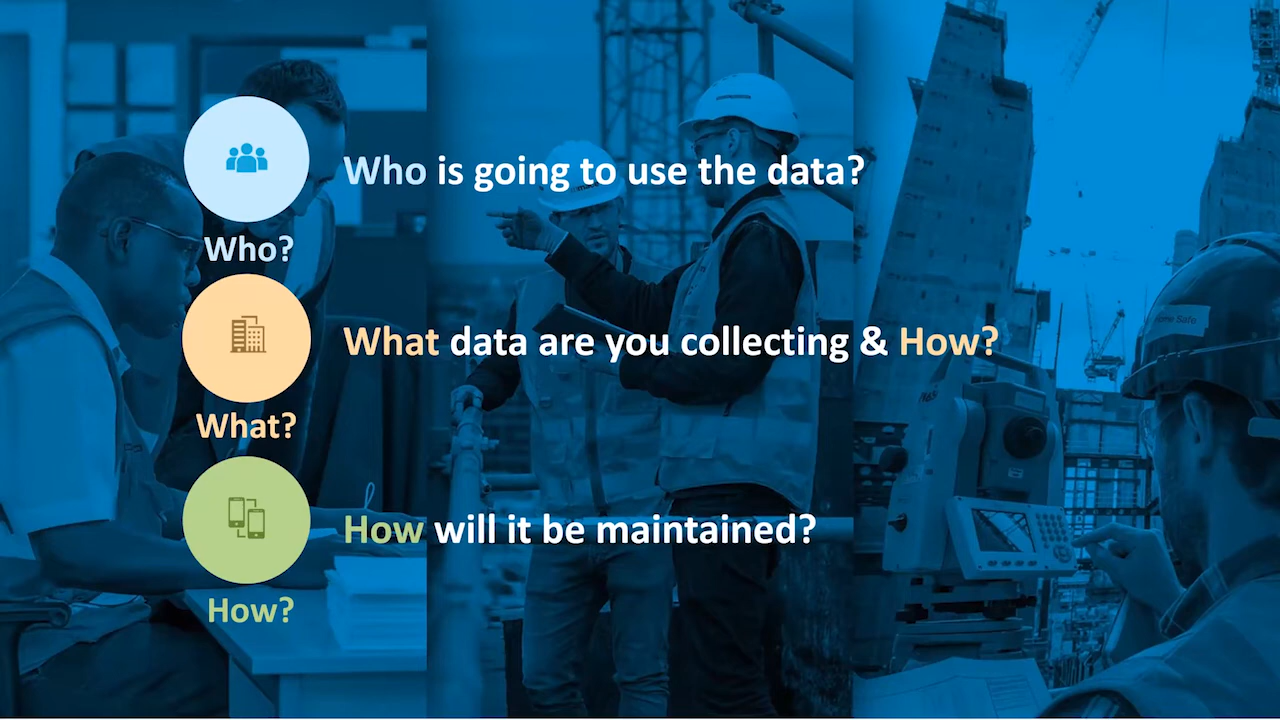 Who is going to use the data?
Who?
What data are you collecting & How?
What?
How will it be maintained?
How?